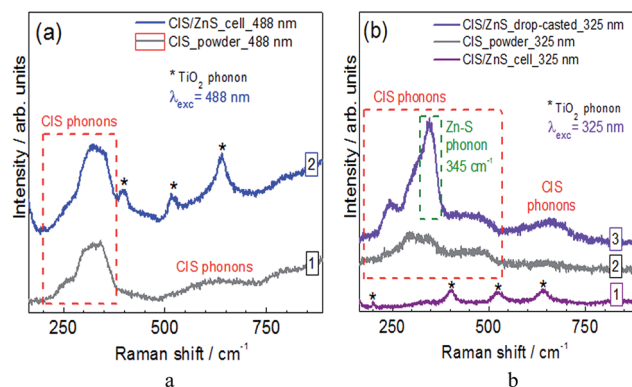 (a)
CIS/ZnS_cell_488 nm
CIS_powder_488 nm
* TiO2 phonon
λexc= 488 nm
CIS phonons
*
*
*
2
CIS phonons
1
Intensity / arb. units
250 500 750
Raman shift / cm-1
a
(b)
CIS/ZnS_drop-casted_325 nm
CIS_powder_325 nm
CIS/ZnS_cell_325 nm
CIS phonons
* TiO2 phonon
λexc= 325 nm
Zn-S
phonon
345 cm-1
CIS
phonons
3
2
* * * *
1
Intensity / arb. units
250 500 750
Raman shift / cm-1
b